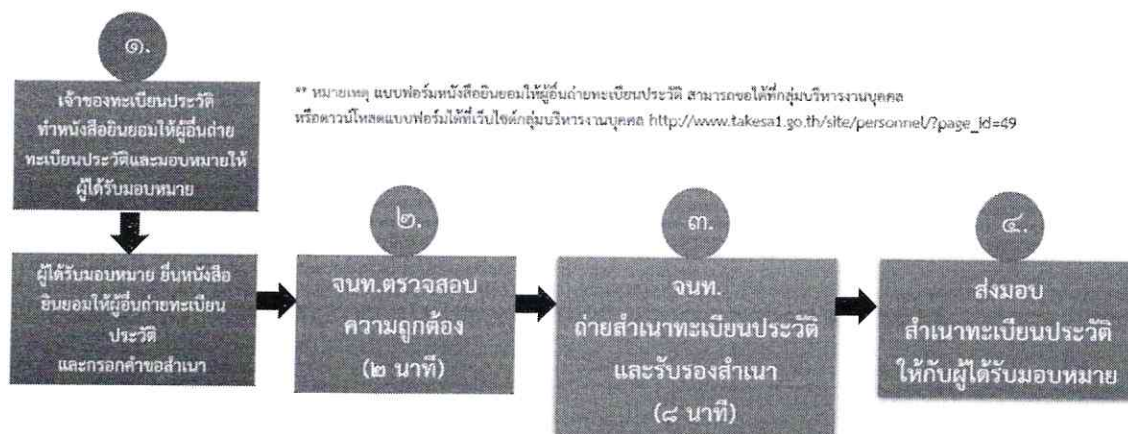 ๑.
เจ้าของทะเบียนประวัติ
ทำหนังสือยินยอมให้ผู้อื่นถ่าย
ทะเบียนประวัติและมอบหมายให้
ผู้ได้รับมอบหมาย
** หมายเหตุ แบบฟอร์มหนังสือยินยอมให้ผู้อื่นถ่ายทะเบียนประวัติ สามารถขอได้ที่กลุ่มบริหารงานบุคคล
หรือดาวน์โหลดแบบฟอร์มได้ที่เว็บไซต์กลุ่มบริหารงานบุคคล http://www.takesa1.go.th/site/personnel/?page_id=49
ผู้ได้รับมอบหมาย ยื่นหนังสือ
ยินยอมให้ผู้อื่นถ่ายทะเบียน
ประวัติ
และกรอกคำขอสำเนา
๒.
จนท.ตรวจสอบ
ความถูกต้อง
(๒ นาที)
๓.
จนท.
ถ่ายสำเนาทะเบียนประวัติ
และรับรองสำเนา
(๘ นาที)
๔.
ส่งมอบ
สำเนาทะเบียนประวัติ
ให้กับผู้ได้รับมอบหมาย